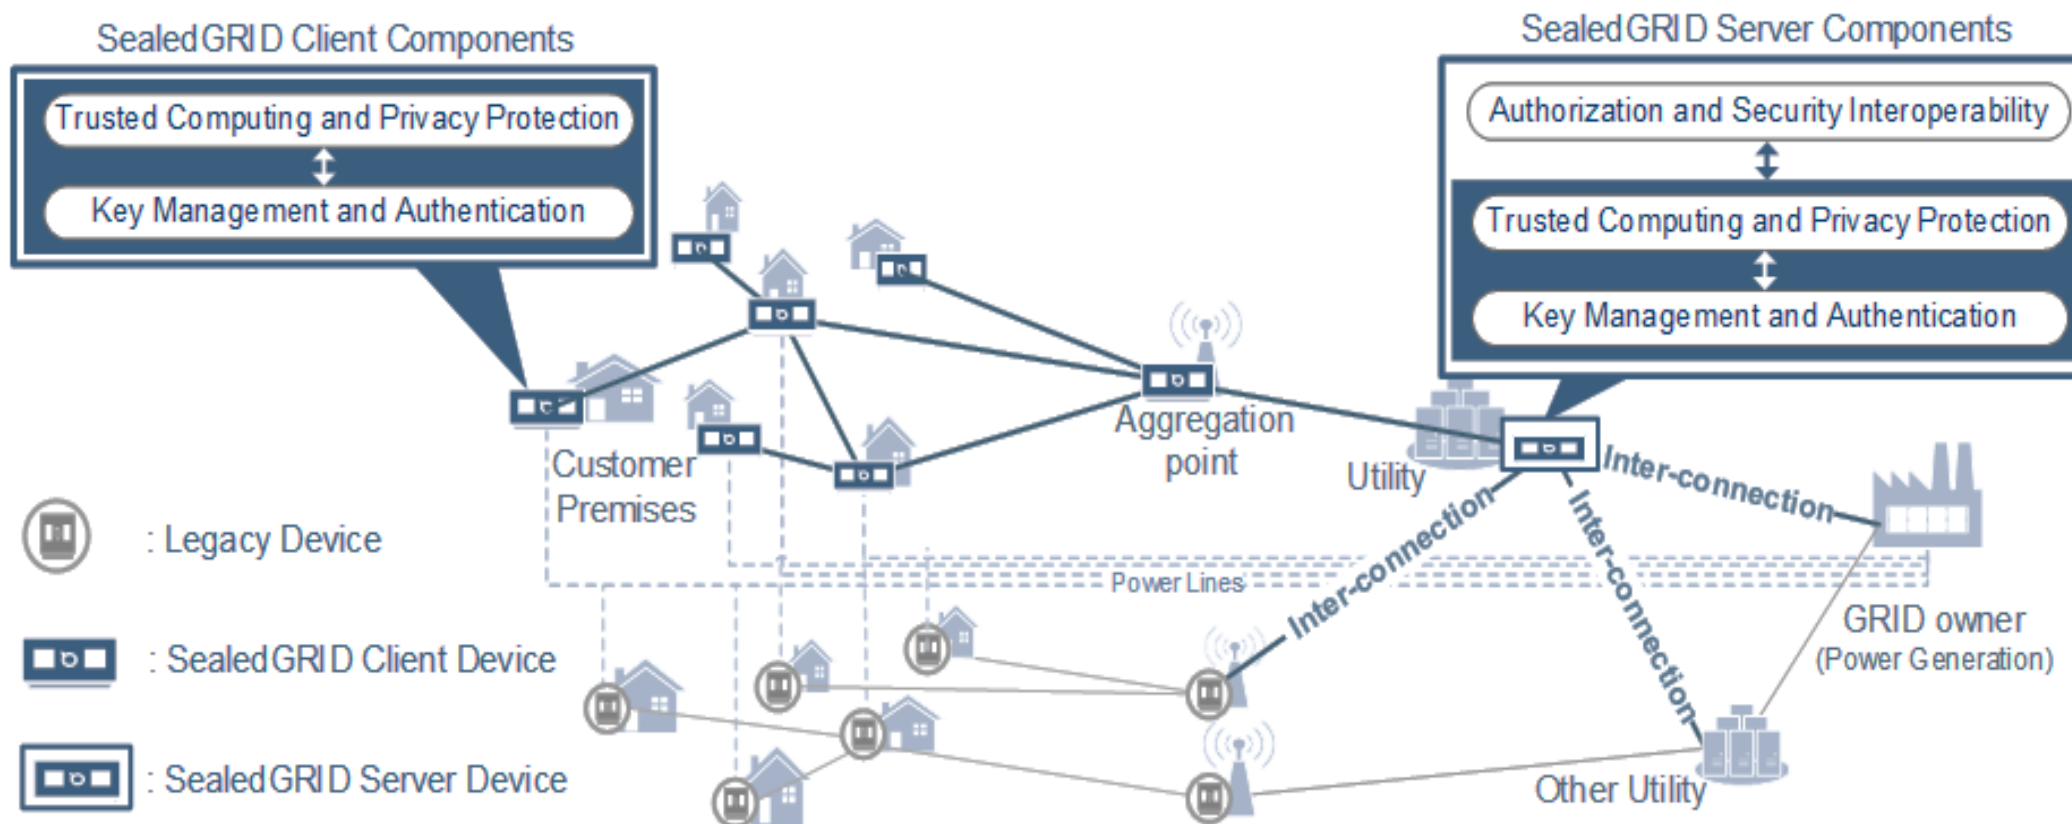 SealedGRID Client Components
Trusted Computing and Privacy Protection
Key Management and Authentication
SealedGRID Server Components
Authorization and Security Interoperability
Trusted Computing and Privacy Protection
Key Management and Authentication
Customer
Premises
Aggregation
point
Utility
Inter-connection
Inter-connection
Inter-connection
Power Lines
GRID owner
(Power Generation)
Other Utility
: Legacy Device
: SealedGRID Client Device
: SealedGRID Server Device